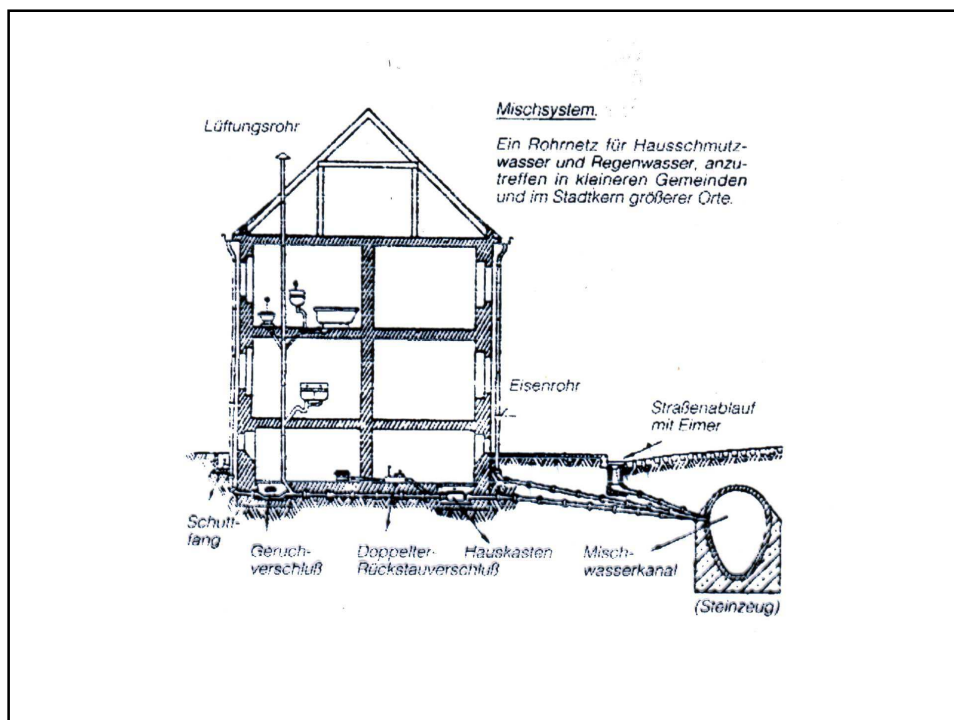 Mischsystem.
Lüftungsrohr
Ein Rohrnetz für Hausschmutz-
wasser und Regenwasser, anzu-
treffen in kleineren Gemeinden
und im Stadtkern größerer Orte.
Eisenrohr
Straßenablauf
mit Eimer
Schutt-
fang
Geruch-
verschluß
Doppelter
Rückstauverschluß
Hauskasten
Misch-
wasserkanal
(Steinzeug)